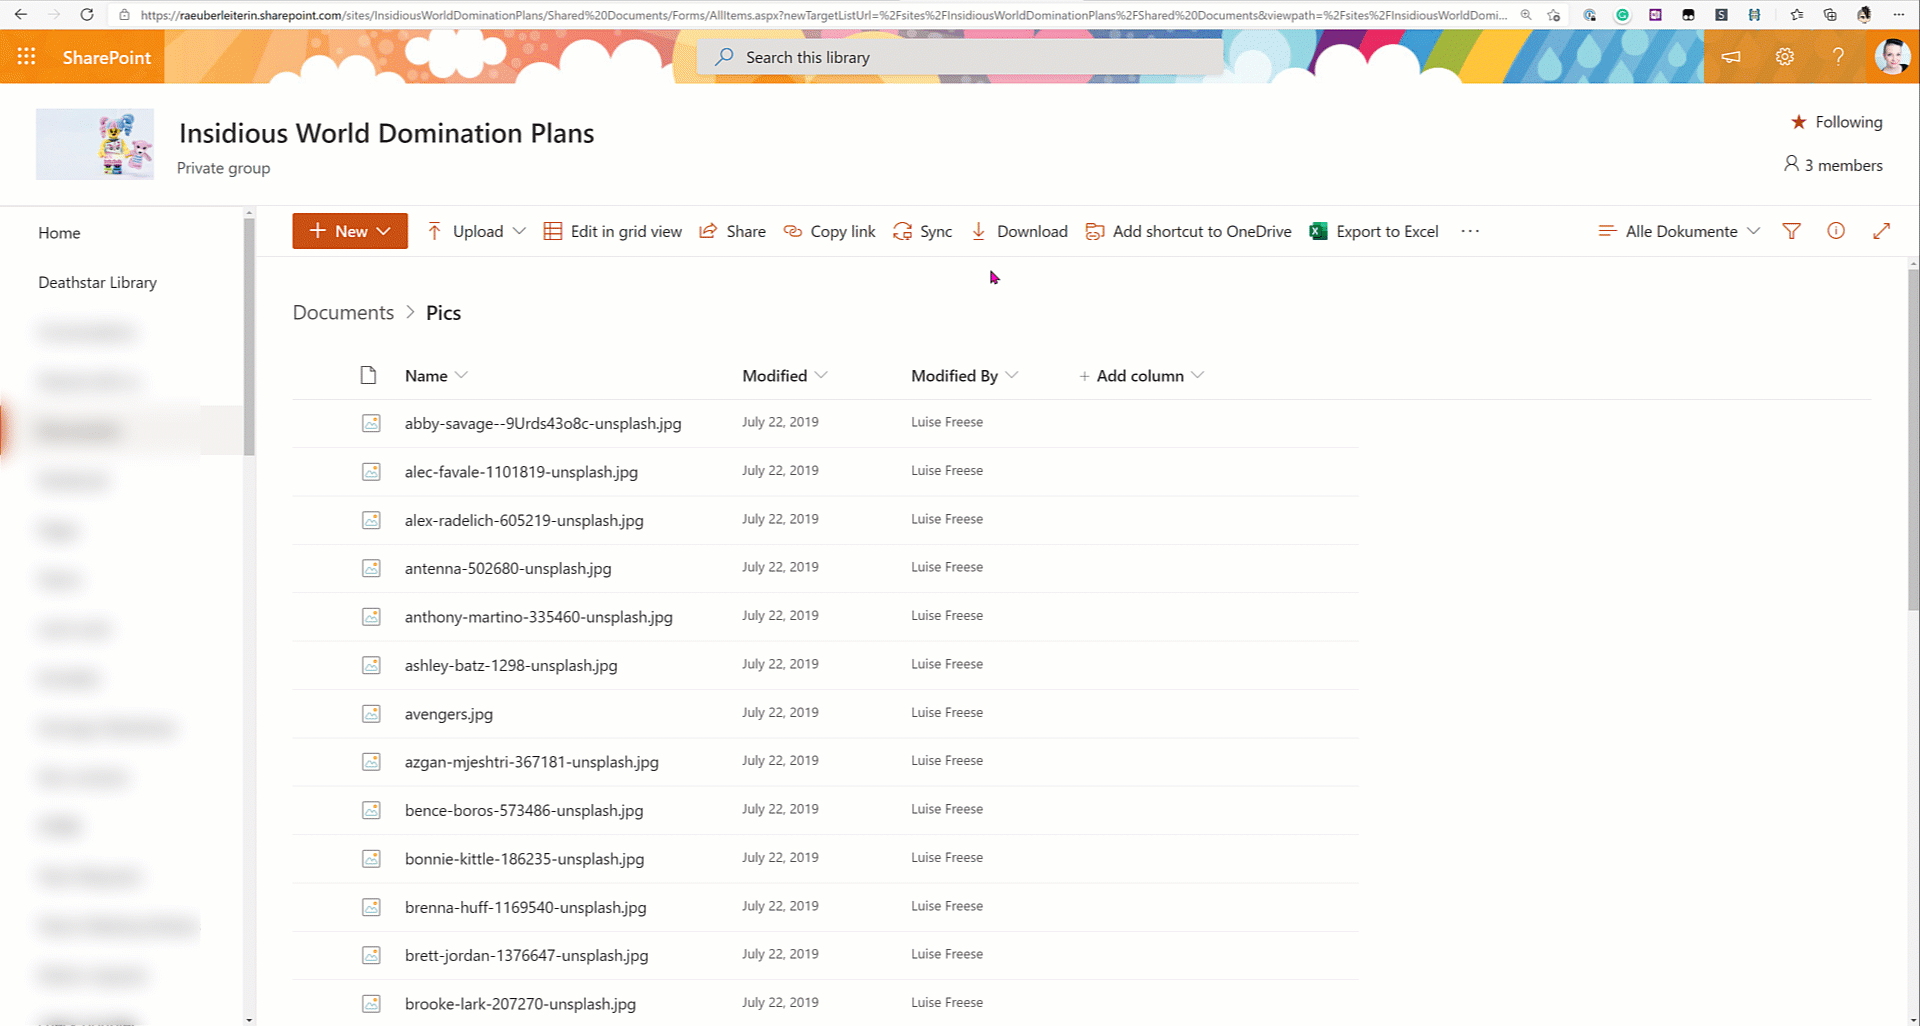 https://raeuberleiterin.sharepoint.com/sites/InsidiousWorldDominationPlans/Shared%20Documents/Forms/AllItems.aspx?newTargetListUrl=%2Fsites%2FInsidiousWorldDominationPlans%2FShared%20Documents&viewpath=%2Fsites%2FInsidiousWorldDomi...
SharePoint
Search this library
Insidious World Domination Plans
Private group
Following
3 members
Home
Deathstar Library
New
Upload
Edit in grid view
Share
Copy link
Sync
Download
Add shortcut to OneDrive
Export to Excel
Alle Dokumente
Documents > Pics
Name Modified Modified By + Add column
abby-savage--9Urds43o8c-unsplash.jpg July 22, 2019 Luise Freese
alec-favale-1101819-unsplash.jpg July 22, 2019 Luise Freese
alex-radelich-605219-unsplash.jpg July 22, 2019 Luise Freese
antenna-502680-unsplash.jpg July 22, 2019 Luise Freese
anthony-martino-335460-unsplash.jpg July 22, 2019 Luise Freese
ashley-batz-1298-unsplash.jpg July 22, 2019 Luise Freese
avengers.jpg July 22, 2019 Luise Freese
azgan-mjeshtri-367181-unsplash.jpg July 22, 2019 Luise Freese
bence-boros-573486-unsplash.jpg July 22, 2019 Luise Freese
bonnie-kittle-186235-unsplash.jpg July 22, 2019 Luise Freese
brenna-huff-1169540-unsplash.jpg July 22, 2019 Luise Freese
brett-jordan-1376647-unsplash.jpg July 22, 2019 Luise Freese
brooke-lark-207270-unsplash.jpg July 22, 2019 Luise Freese